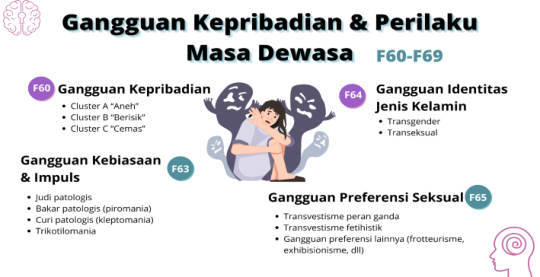 Gangguan Kepribadian & Perilaku
Masa Dewasa F60-F69
F60 Gangguan Kepribadian
• Cluster A "Aneh"
• Cluster B "Berisik"
• Cluster C "Cemas"
F64 Gangguan Identitas
Jenis Kelamin
• Transgender
• Transeksual
Gangguan Kebiasaan
& Impuls F63
• Judi patologis
• Bakar patologis (piromania)
• Curi patologis (kleptomania)
• Trikotilomania
Gangguan Preferensi Seksual F65
• Transvestisme peran ganda
• Transvestisme fetihistik
• Gangguan preferensi lainnya (frotteurisme,
exhibisionisme, dll)